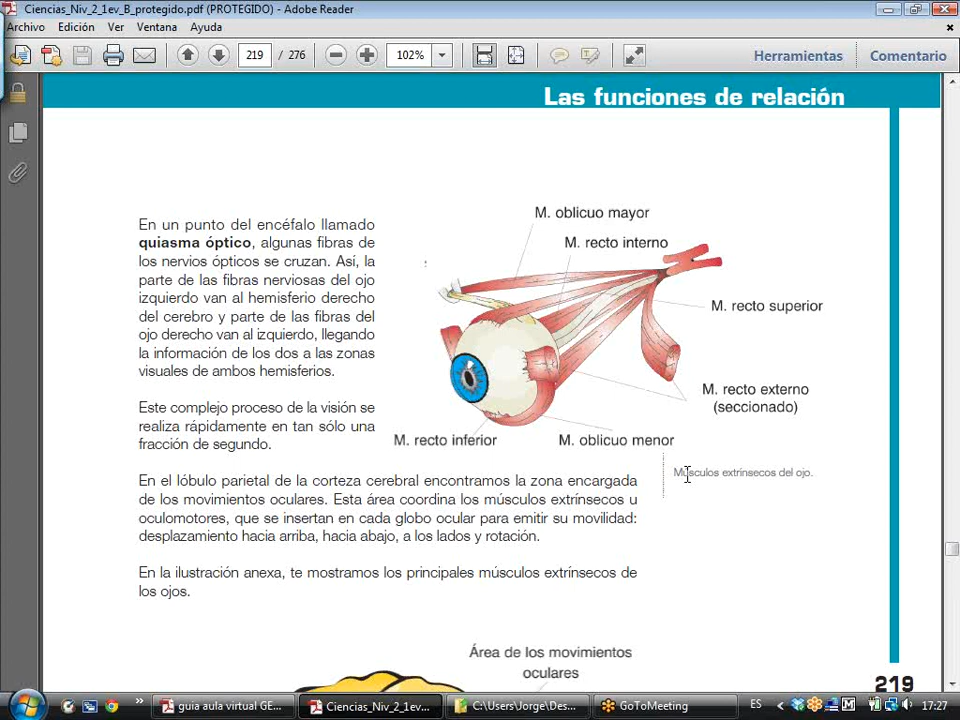 Ciencias_Niv_2_1ev_B_protegido.pdf (PROTEGIDO) - Adobe Reader
Archivo Edición Ver Ventana Ayuda
219 / 276 102% Herramientas Comentario
Las funciones de relación
En un punto del encéfalo llamado
quiasma óptico, algunas fibras de
los nervios ópticos se cruzan. Así, la
parte de las fibras nerviosas del ojo
izquierdo van al hemisferio derecho
del cerebro y parte de las fibras del
ojo derecho van al izquierdo, llegando
la información de los dos a las zonas
visuales de ambos hemisferios.
Este complejo proceso de la visión se
realiza rápidamente en tan sólo una
fracción de segundo.
M. oblicuo mayor
M. recto interno
M. recto superior
M. recto externo
(seccionado)
M. recto inferior
M. oblicuo menor
Músculos extrínsecos del ojo.
En el lóbulo parietal de la corteza cerebral encontramos la zona encargada
de los movimientos oculares. Esta área coordina los músculos extrínsecos u
oculomotores, que se insertan en cada globo ocular para emitir su movilidad:
desplazamiento hacia arriba, hacia abajo, a los lados y rotación.
En la ilustración anexa, te mostramos los principales músculos extrínsecos de
los ojos.
Área de los movimientos
oculares
219
guia aula virtual GE... Ciencias_Niv_2_1ev... C:\Users\Jorge\Des... GoToMeeting ES 17:27